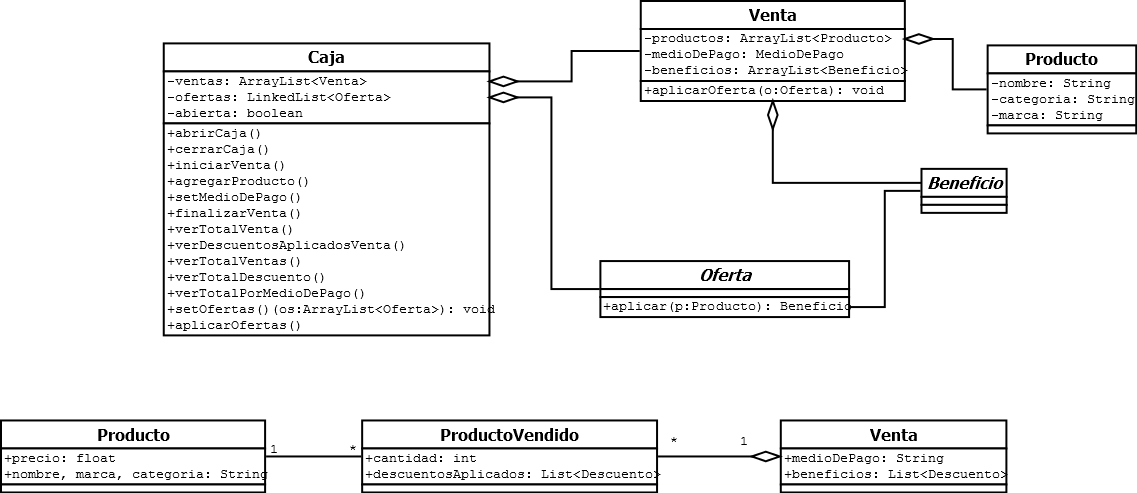 Venta
-productos: ArrayList<Producto>
-medioDePago: MedioDePago
-beneficios: ArrayList<Beneficio>
+aplicarOferta(o:Oferta): void
Caja
-ventas: ArrayList<Venta>
-ofertas: LinkedList<Oferta>
-abierta: boolean
+abrirCaja()
+cerrarCaja()
+iniciarVenta()
+agregarProducto()
+setMedioDePago()
+finalizarVenta()
+verTotalVenta()
+verDescuentosAplicadosVenta()
+verTotalVentas()
+verTotalDescuento()
+verTotalPorMedioDePago()
+setOfertas()(os:ArrayList<Oferta>): void
+aplicarOfertas()
Producto
-nombre: String
-categoria: String
-marca: String
Beneficio
Oferta
+aplicar(p:Producto): Beneficio
Producto
+precio: float
+nombre, marca, categoria: String
1
*
ProductoVendido
+cantidad: int
+descuentosAplicados: List<Descuento>
*
1
Venta
+medioDePago: String
+beneficios: List<Descuento>